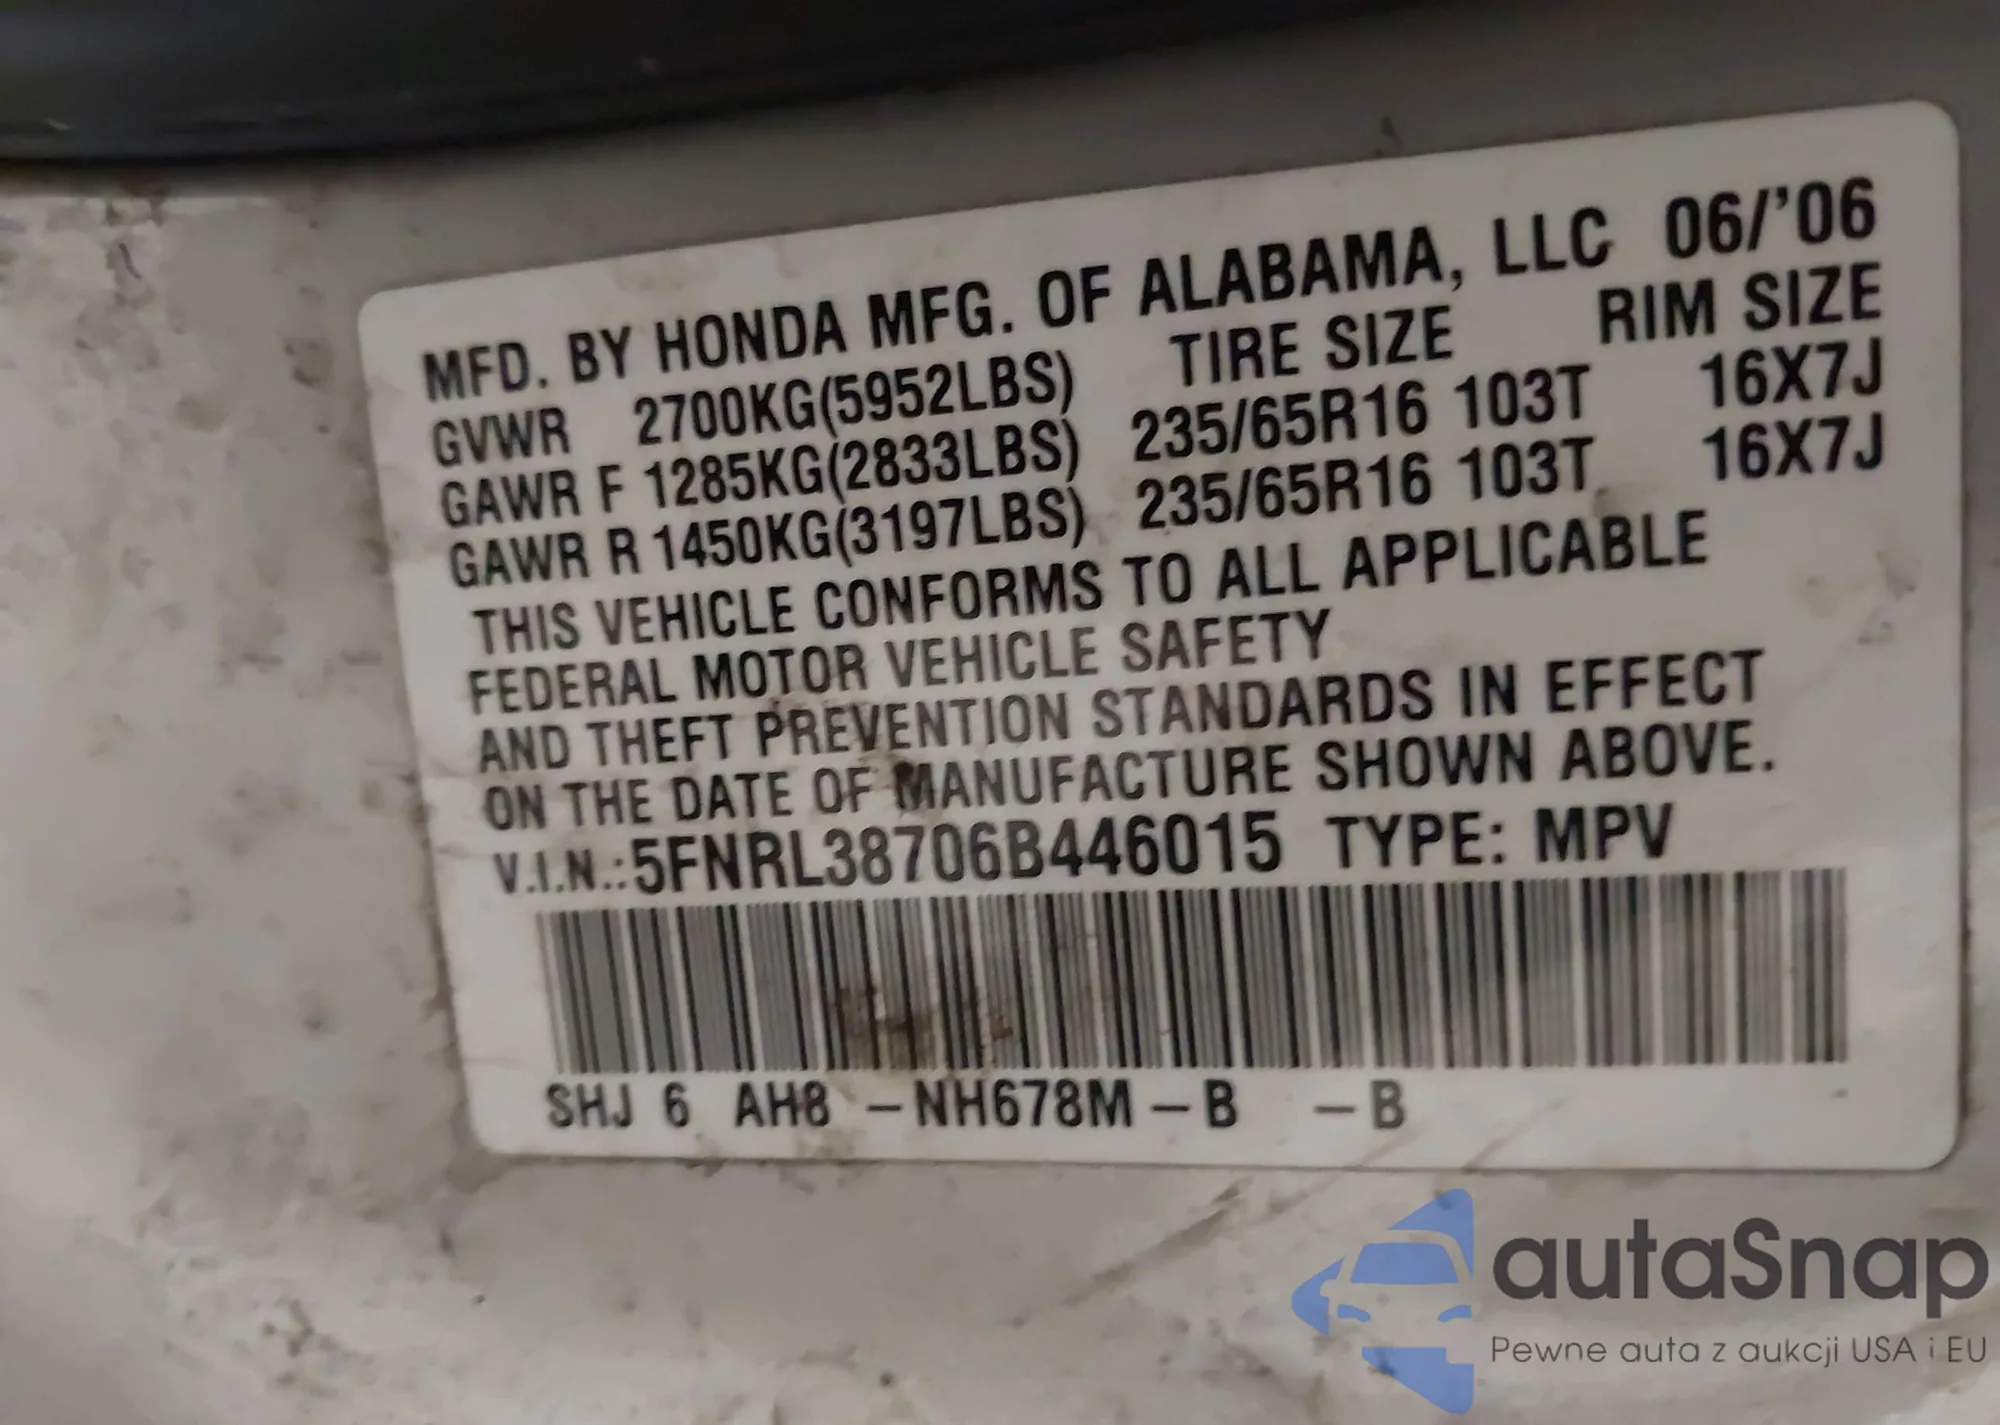 MFD. BY HONDA MFG. OF ALABAMA, LLC 06/'06
GVWR 2700KG(5952LBS) TIRE SIZE RIM SIZE
GAWR F 1285KG(2833LBS) 235/65R16 103T 16X7J
GAWR R 1450KG(3197LBS) 235/65R16 103T 16X7J
THIS VEHICLE CONFORMS TO ALL APPLICABLE
FEDERAL MOTOR VEHICLE SAFETY
AND THEFT PREVENTION STANDARDS IN EFFECT
ON THE DATE OF MANUFACTURE SHOWN ABOVE.
V.I.N.:5FNRL38706B446015 TYPE: MPV
SHJ 6 AH8 –NH678M–B –B
autaSnap
Pewne auta z aukcji USA i EU